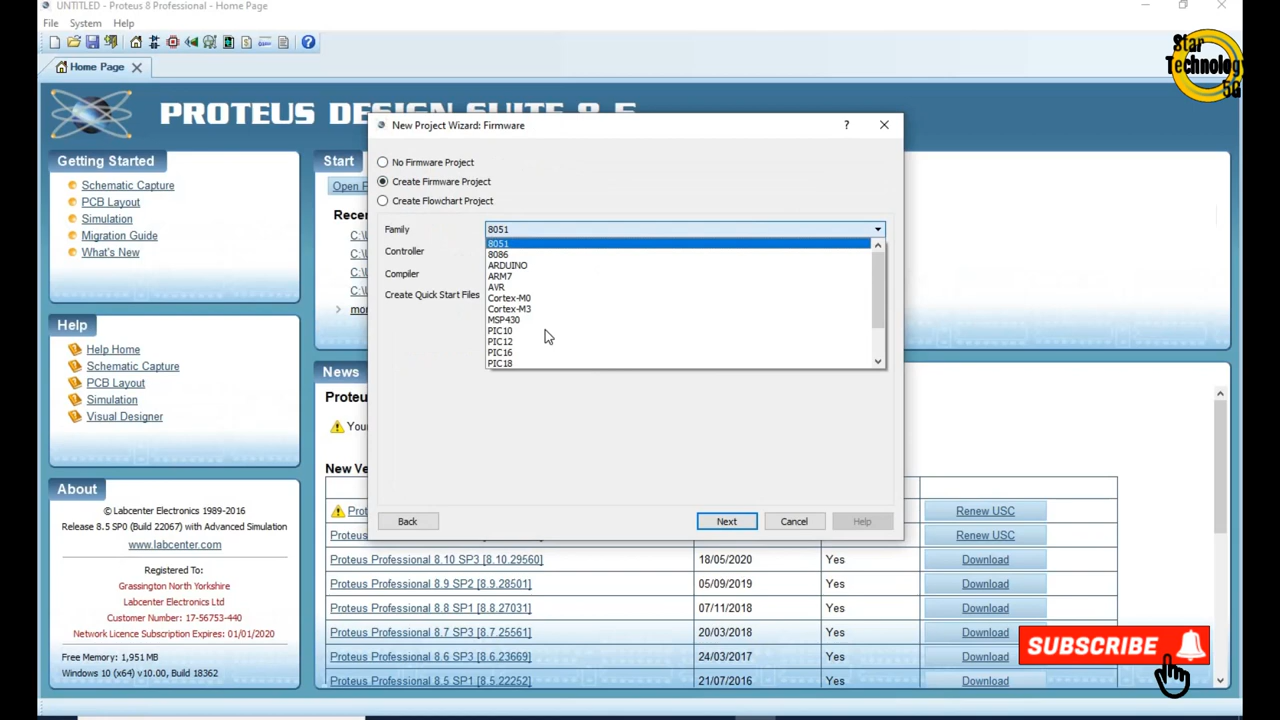 UNTITLED - Proteus 8 Professional - Home Page
File System Help
Home Page
Star
Technology
5G
PROTEUS DESIGN SUITE 8.5
Getting Started
Schematic Capture
PCB Layout
Simulation
Migration Guide
What's New
Help
Help Home
Schematic Capture
PCB Layout
Simulation
Visual Designer
About
© Labcenter Electronics 1989-2016
Release 8.5 SP0 (Build 22067) with Advanced Simulation
www.labcenter.com
Registered To:
Grassington North Yorkshire
Labcenter Electronics Ltd
Customer Number: 17-56753-440
Network Licence Subscription Expires: 01/01/2020
Free Memory: 1,951 MB
Windows 10 (x64) v10.00, Build 18362
Start
Open P
Recen
C:\
C:\
C:\
C:\
mor
News
Proteu
You
New Ve
Prot
Renew USC
Proteus
Renew USC
Proteus Professional 8.10 SP3 [8.10.29560] 18/05/2020 Yes Download
Proteus Professional 8.9 SP2 [8.9.28501] 05/09/2019 Yes Download
Proteus Professional 8.8 SP1 [8.8.27031] 07/11/2018 Yes Download
Proteus Professional 8.7 SP3 [8.7.25561] 20/03/2018 Yes Download
Proteus Professional 8.6 SP3 [8.6.23669] 24/03/2017 Yes Download
Proteus Professional 8.5 SP1 [8.5.22252] 21/07/2016 Yes Download
New Project Wizard: Firmware
?
No Firmware Project
Create Firmware Project
Create Flowchart Project
Family 8051
Controller
Compiler
Create Quick Start Files
8051
8086
ARDUINO
ARM7
AVR
Cortex-M0
Cortex-M3
MSP430
PIC10
PIC12
PIC16
PIC18
Back Next Cancel Help
SUBSCRIBE